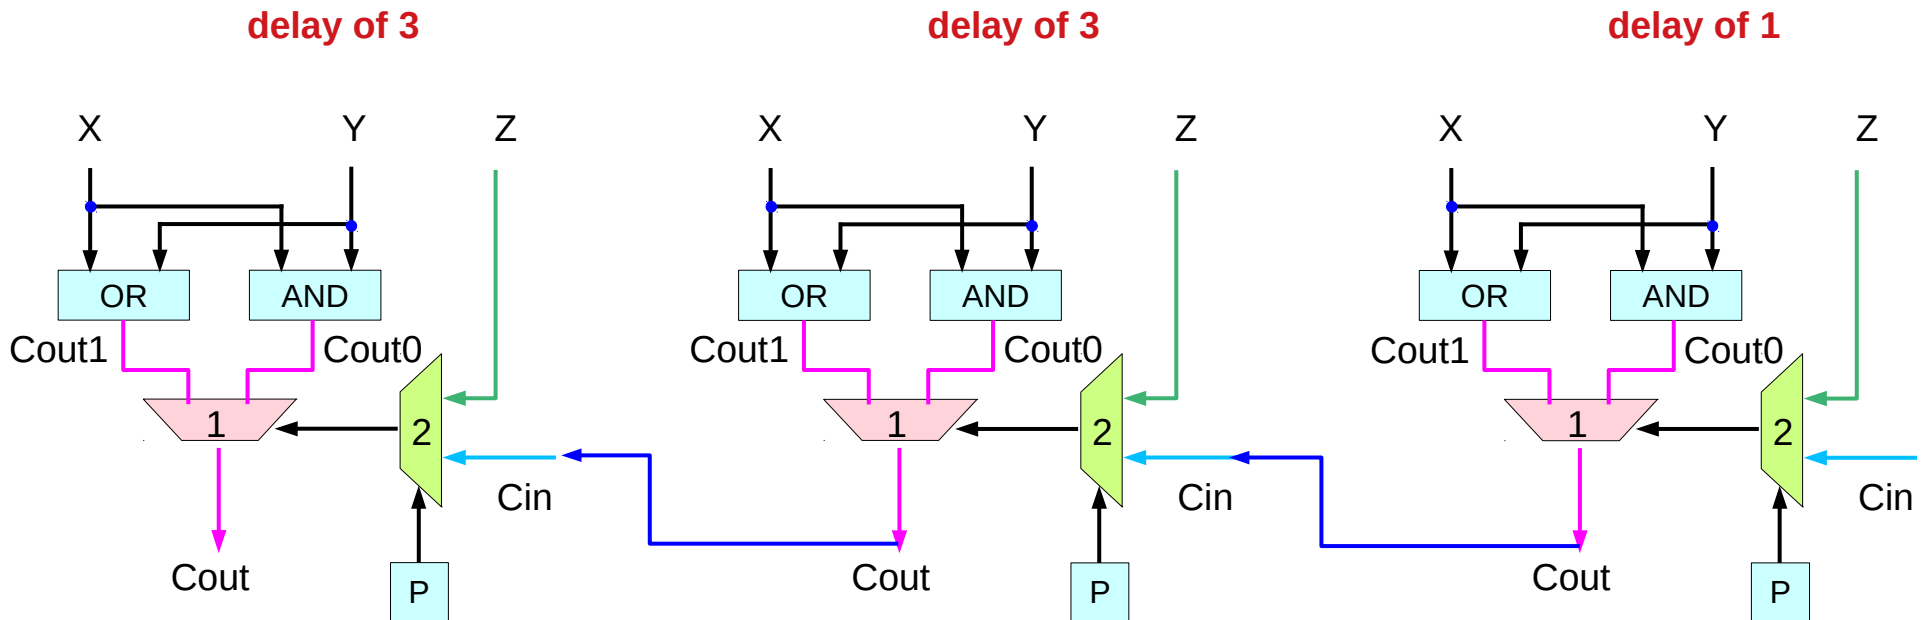 delay of 3 delay of 3 delay of 1
X Y Z X Y Z X Y Z
OR AND OR AND OR AND
Cout1 Cout0 Cout1 Cout0 Cout1 Cout0
1 2 1 2 1 2
Cin Cin Cin
Cout Cout Cout
P P P